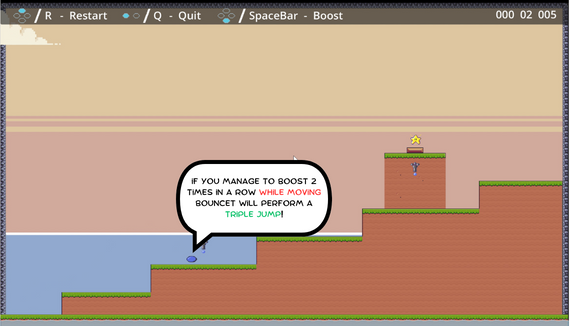 / R - Restart / Q - Quit / SpaceBar - Boost 000 02 005
IF YOU MANAGE TO BOOST 2
TIMES IN A ROW WHILE MOVING
BOUNCET WILL PERFORM A
TRIPLE JUMP!